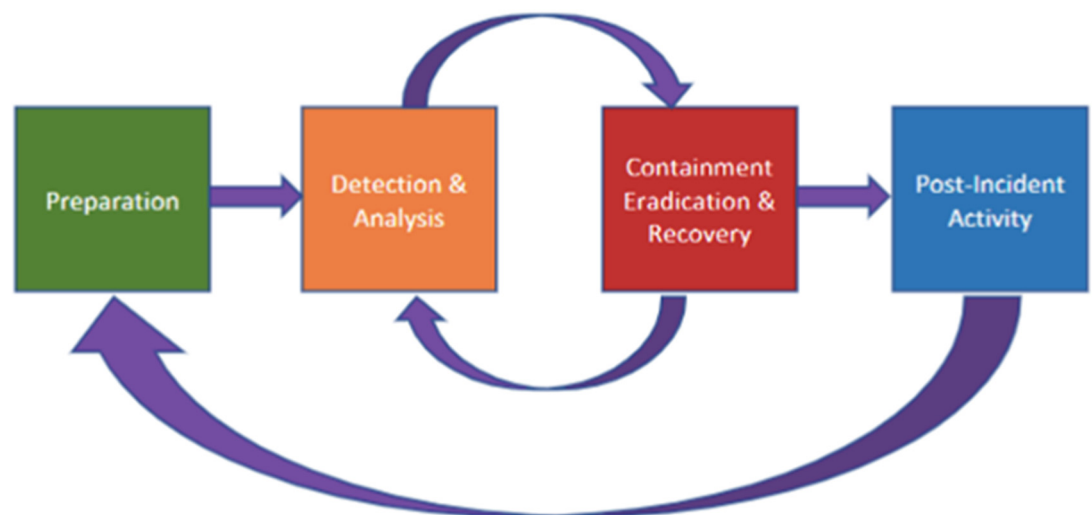 Preparation
Detection &
Analysis
Containment
Eradication &
Recovery
Post-Incident
Activity